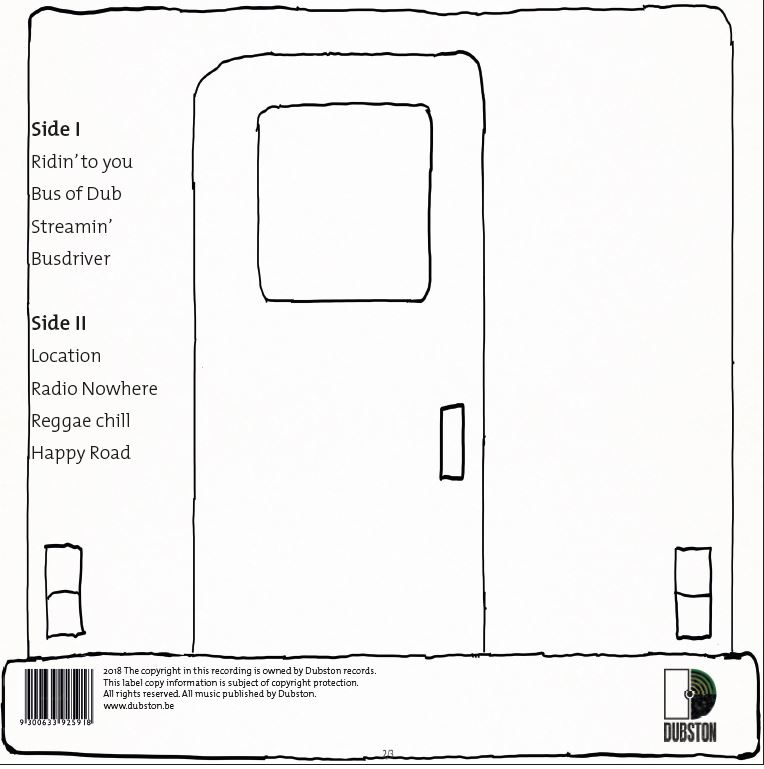 Side I
Ridin’ to you
Bus of Dub
Streamin’
Busdriver
Side II
Location
Radio Nowhere
Reggae chill
Happy Road
2018 The copyright in this recording is owned by Dubston records.
This label copy information is subject of copyright protection.
All rights reserved. All music published by Dubston.
www.dubston.be
9 300633 925918
DUBSTON
2/3